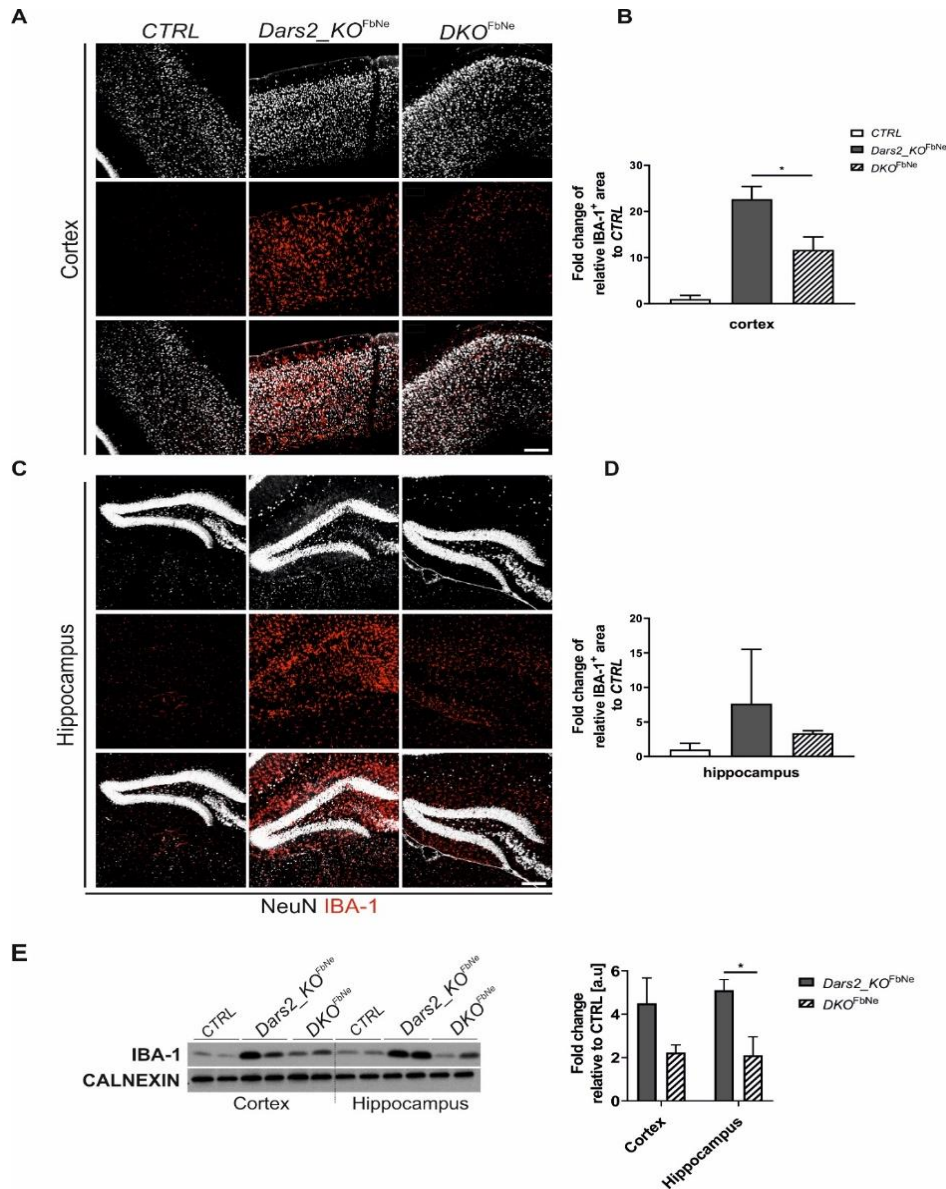 A
CTRL Dars2_KO^FbNe DKO^FbNe
Cortex
B
CTRL
Dars2_KO^FbNe
DKO^FbNe
Fold change of
relative IBA-1+ area
to CTRL
30
20
10
0
*
cortex
C
Hippocampus
NeuN IBA-1
D
Fold change of
relative IBA-1+ area
to CTRL
20
15
10
5
0
hippocampus
E
CTRL Dars2_KO^FbNe DKO^FbNe CTRL Dars2_KO^FbNe DKO^FbNe
IBA-1
CALNEXIN
Cortex Hippocampus
Fold change
relative to CTRL [a.u]
6
4
2
0
*
Cortex
Hippocampus
Dars2_KO^FbNe
DKO^FbNe